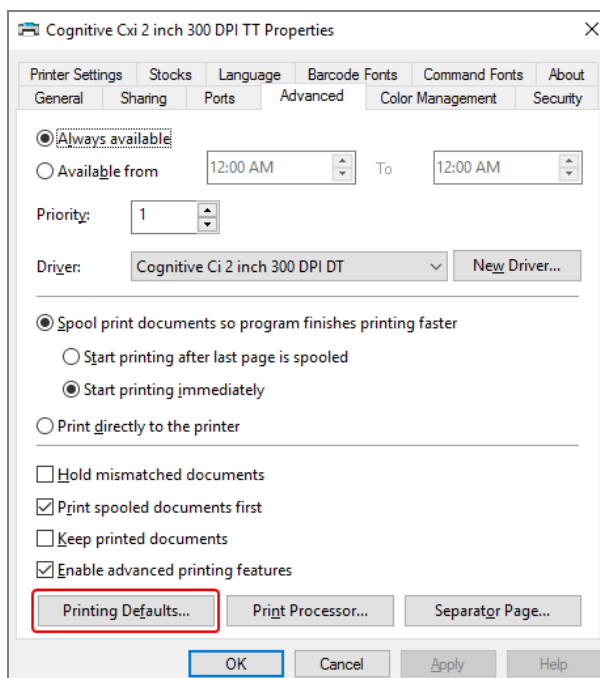 Cognitive Cxi 2 inch 300 DPI TT Properties
Printer Settings Stocks Language Barcode Fonts Command Fonts About
General Sharing Ports Advanced Color Management Security
Always available
Available from 12:00 AM To 12:00 AM
Priority: 1
Driver: Cognitive Ci 2 inch 300 DPI DT New Driver...
Spool print documents so program finishes printing faster
Start printing after last page is spooled
Start printing immediately
Print directly to the printer
Hold mismatched documents
Print spooled documents first
Keep printed documents
Enable advanced printing features
Printing Defaults... Print Processor... Separator Page...
OK Cancel Apply Help